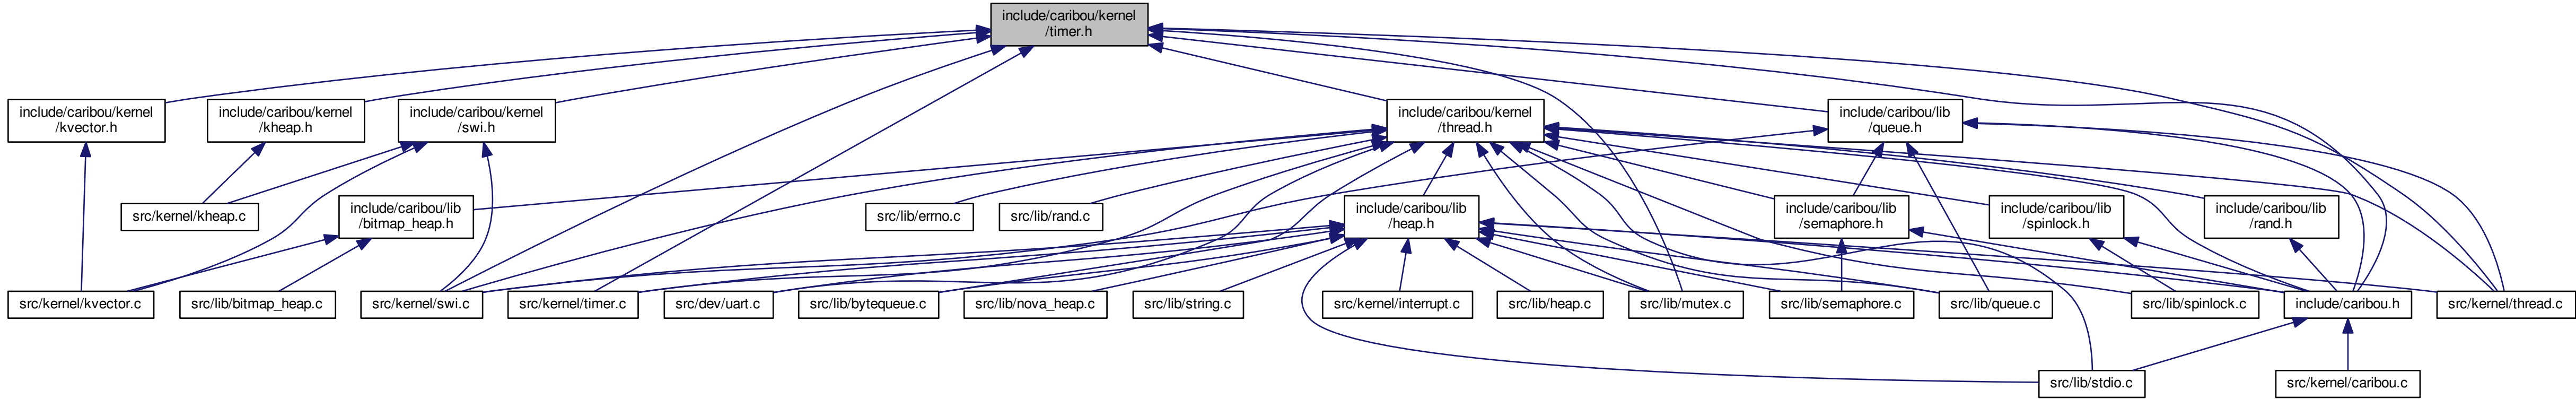 include/caribou/kernel
/timer.h
include/caribou/kernel
/kvector.h
include/caribou/kernel
/kheap.h
include/caribou/kernel
/swi.h
include/caribou/kernel
/thread.h
include/caribou/lib
/queue.h
src/kernel/kheap.c
include/caribou/lib
/bitmap_heap.h
src/lib/errno.c
src/lib/rand.c
include/caribou/lib
/heap.h
include/caribou/lib
/semaphore.h
include/caribou/lib
/spinlock.h
include/caribou/lib
/rand.h
src/kernel/kvector.c
src/lib/bitmap_heap.c
src/kernel/swi.c
src/kernel/timer.c
src/dev/uart.c
src/lib/bytequeue.c
src/lib/nova_heap.c
src/lib/string.c
src/kernel/interrupt.c
src/lib/heap.c
src/lib/mutex.c
src/lib/semaphore.c
src/lib/queue.c
src/lib/spinlock.c
include/caribou.h
src/kernel/thread.c
src/lib/stdio.c
src/kernel/caribou.c